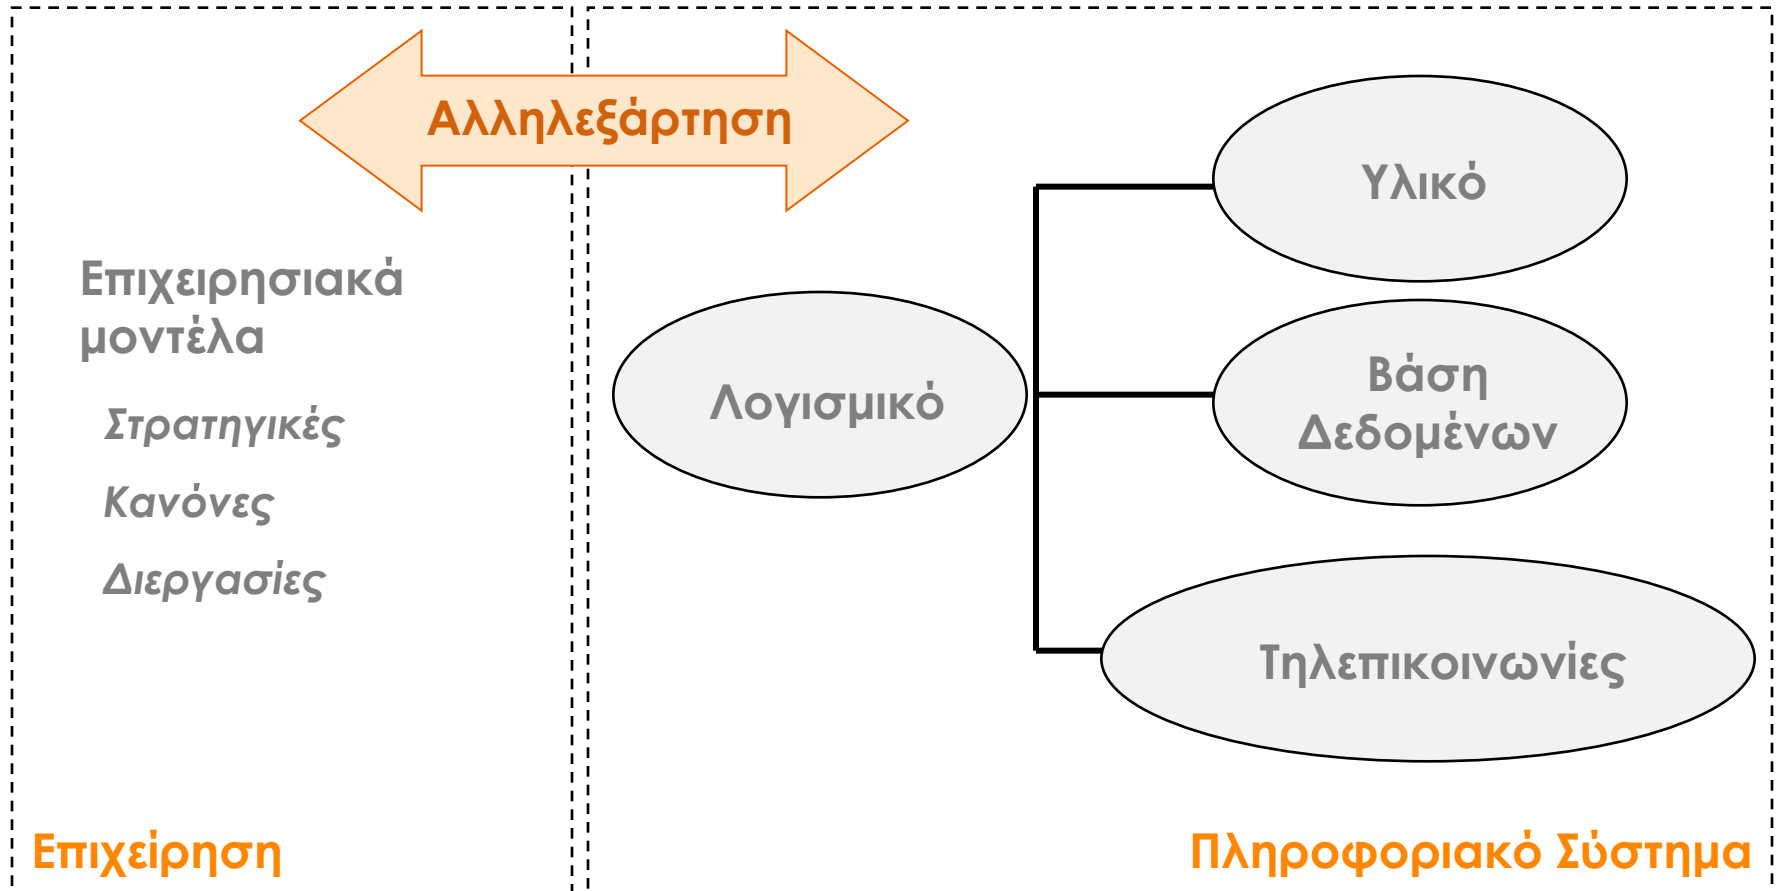 Αλληλεξάρτηση
Επιχειρησιακά
μοντέλα
Στρατηγικές
Κανόνες
Διεργασίες
Επιχείρηση
Λογισμικό
Υλικό
Βάση
Δεδομένων
Τηλεπικοινωνίες
Πληροφοριακό Σύστημα